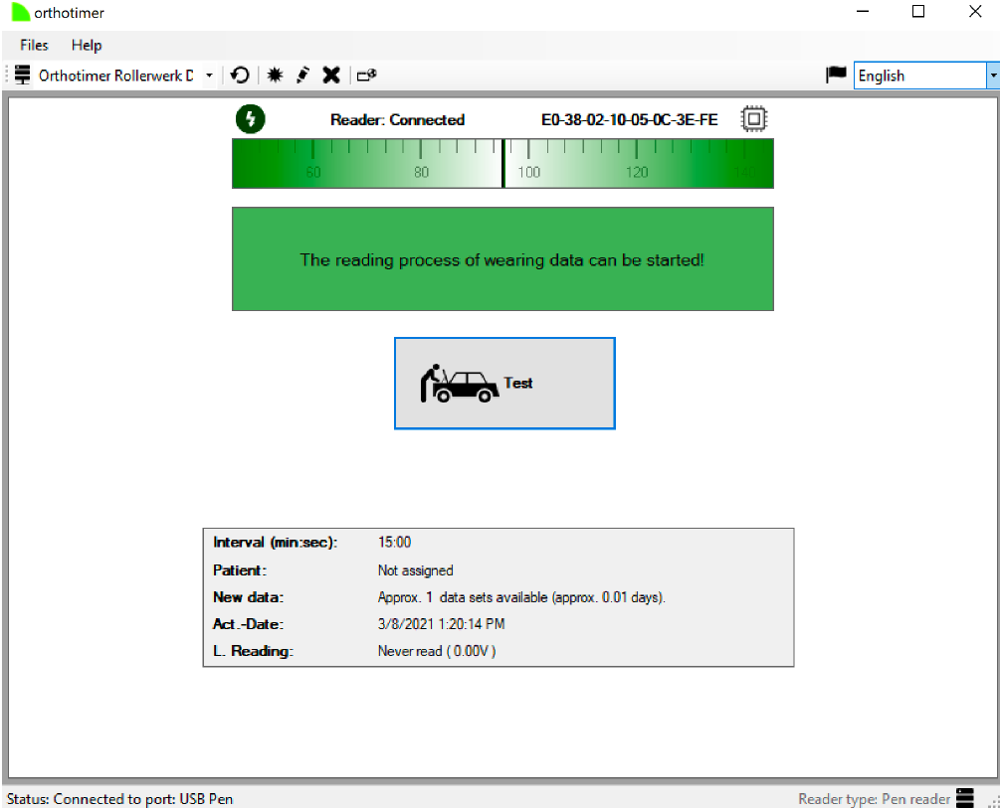 orthotimer
Files Help
Orthotimer Rollerwerk D
English
Reader: Connected E0-38-02-10-05-0C-3E-FE
60 80 100 120 140
The reading process of wearing data can be started!
Test
Interval (min:sec): 15:00
Patient: Not assigned
New data: Approx. 1 data sets available (approx. 0.01 days).
Act.-Date: 3/8/2021 1:20:14 PM
L. Reading: Never read ( 0.00V )
Status: Connected to port: USB Pen Reader type: Pen reader